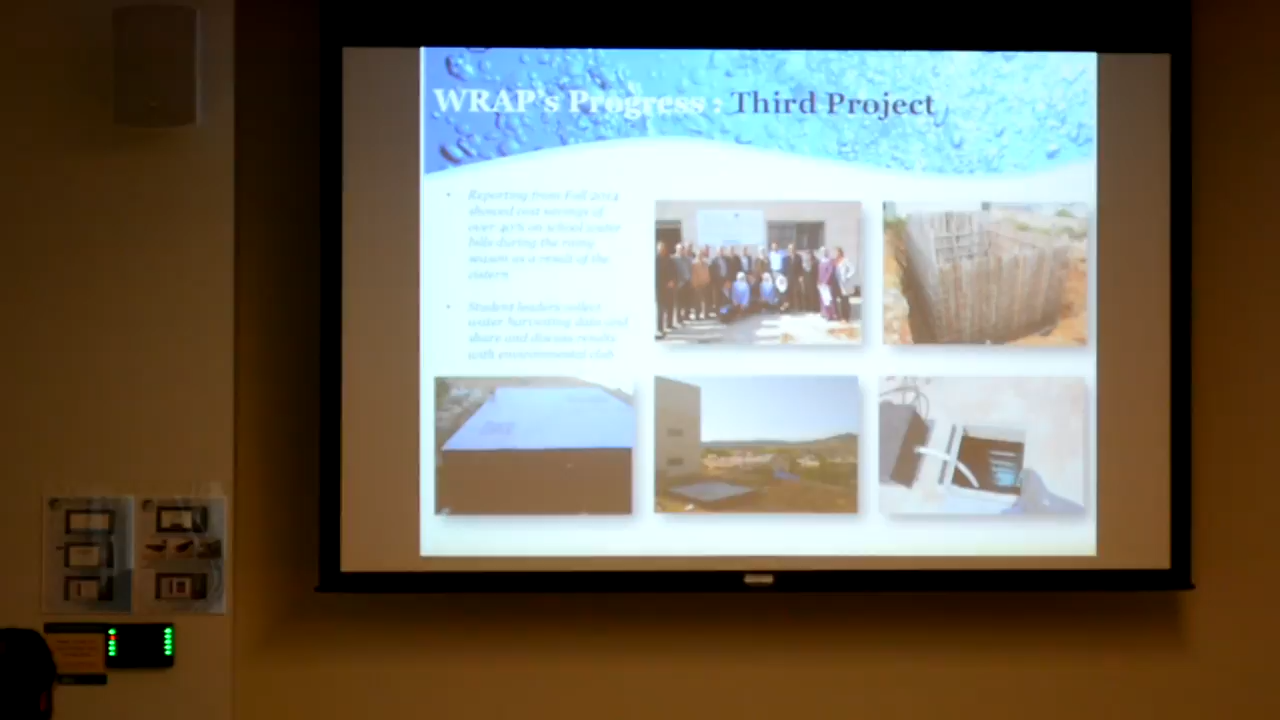 WRAP's Progress : Third Project
• Reporting from Fall 2014
showed cost savings of
over 40% on school water
bills during the rainy
season as a result of the
cistern
• Student leaders collect
water harvesting data and
share and discuss results
with environmental club